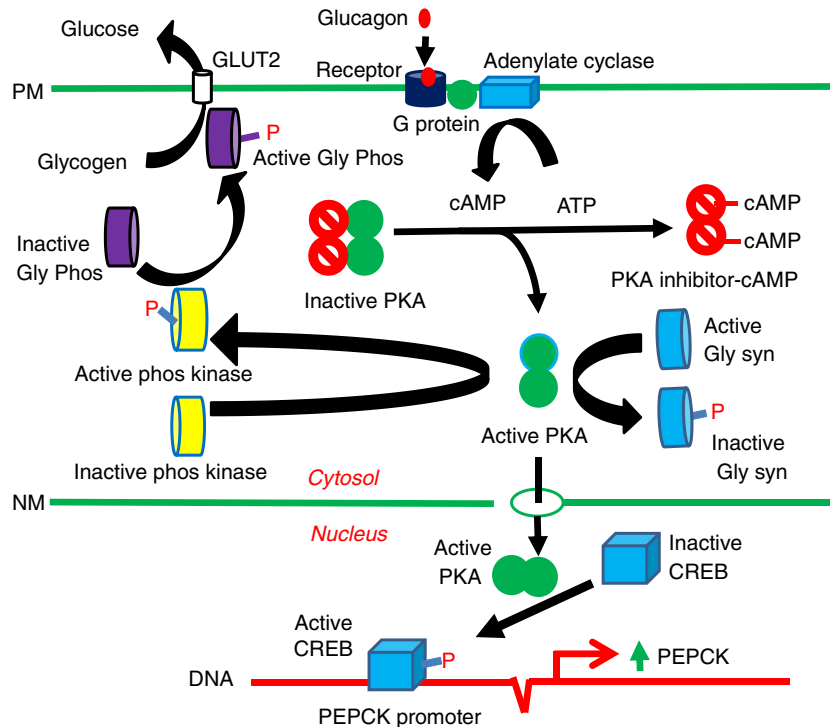 Glucagon
Glucose
GLUT2
Receptor
Adenylate cyclase
PM
G protein
P
Active Gly Phos
Glycogen
cAMP
ATP
cAMP
cAMP
Inactive
Gly Phos
Inactive PKA
PKA inhibitor-cAMP
P
Active phos kinase
Active
Gly syn
P
Active PKA
Inactive
Gly syn
Inactive phos kinase
Cytosol
NM
Nucleus
Active
PKA
Inactive
CREB
Active
CREB
P
PEPCK
DNA
PEPCK promoter